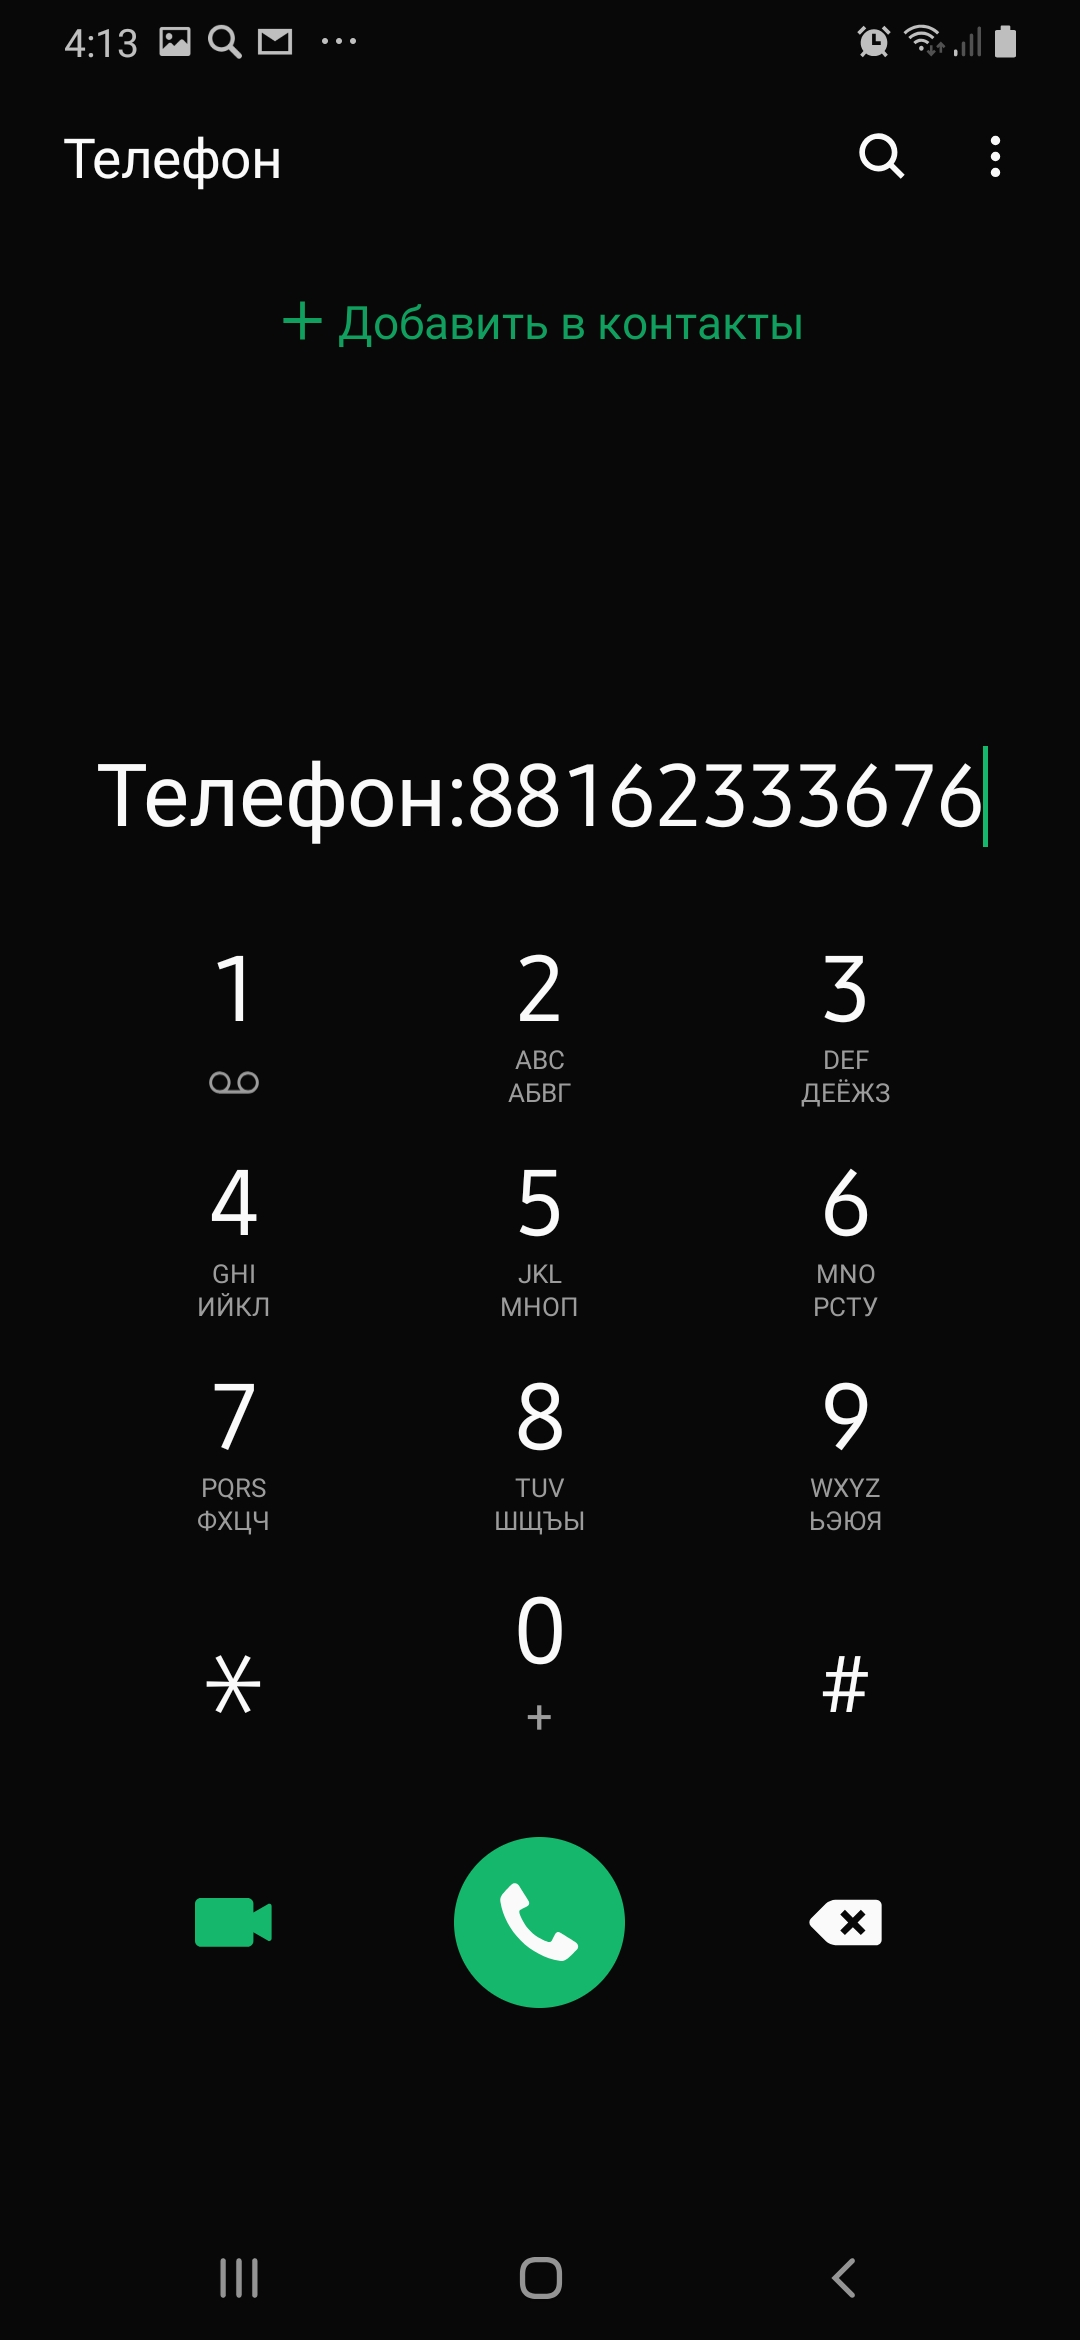 4:13
Телефон
+ Добавить в контакты
Телефон:88162333676
1 2 3
ABC DEF
АБВГ ДЕЁЖЗ
4 5 6
GHI JKL MNO
ИЙКЛ МНОП РСТУ
7 8 9
PQRS TUV WXYZ
ФХЦЧ ШЩЪЫ ЬЭЮЯ
* 0 #
+